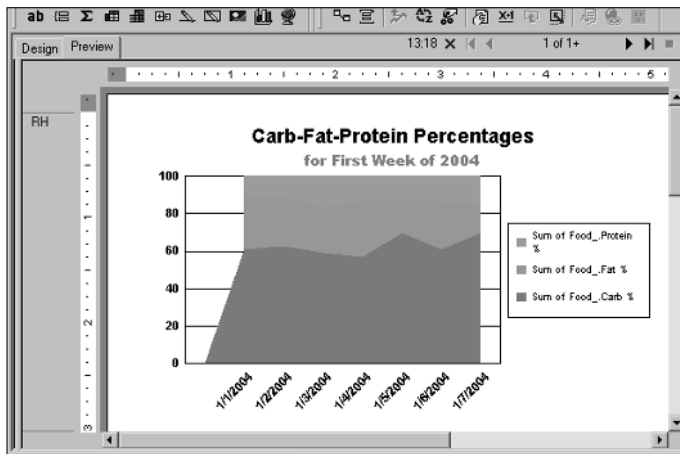 ab Σ
X+1
Design Preview 13:18 1 of 1+
1 2 3 4 5
RH
1
2
3
Carb-Fat-Protein Percentages
for First Week of 2004
100
80
60
40
20
0
1/1/2004 1/2/2004 1/3/2004 1/4/2004 1/5/2004 1/6/2004 1/7/2004
Sum of Food_.Protein
%
Sum of Food_.Fat %
Sum of Food_.Carb %